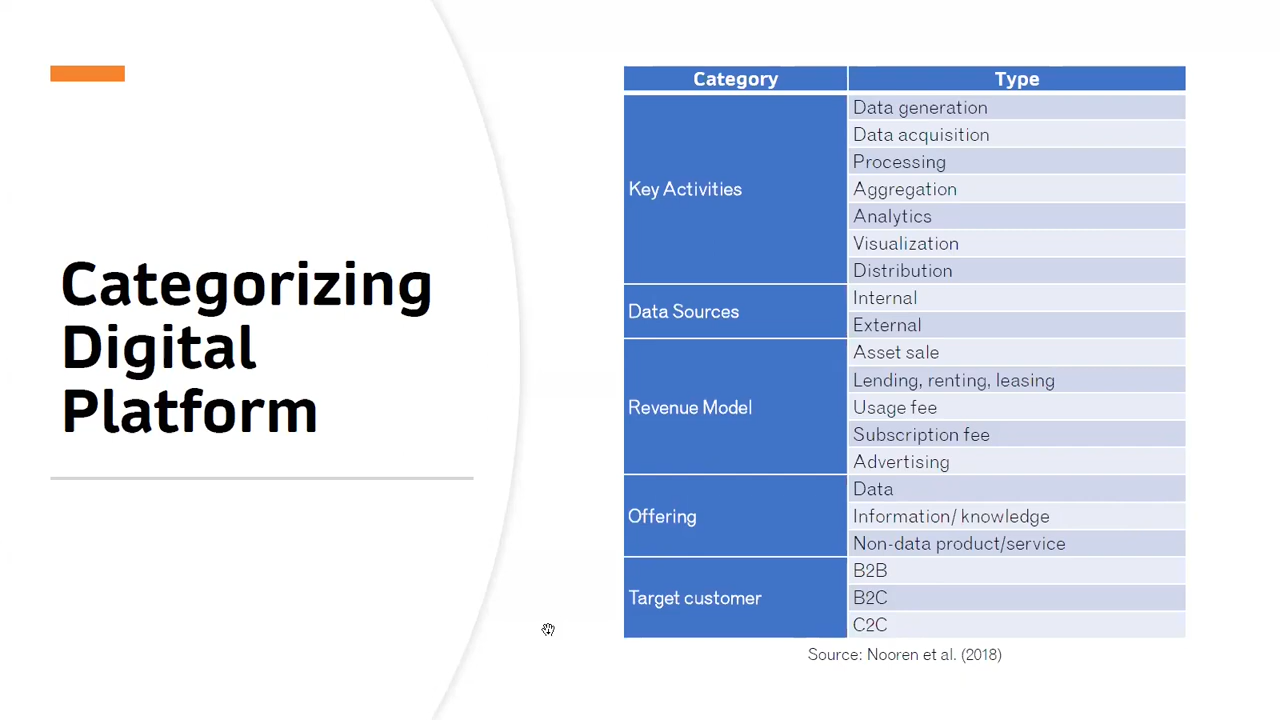 Categorizing
Digital
Platform
Category Type
Key Activities
Data generation
Data acquisition
Processing
Aggregation
Analytics
Visualization
Distribution
Data Sources
Internal
External
Revenue Model
Asset sale
Lending, renting, leasing
Usage fee
Subscription fee
Advertising
Offering
Data
Information/ knowledge
Non-data product/service
Target customer
B2B
B2C
C2C
Source: Nooren et al. (2018)